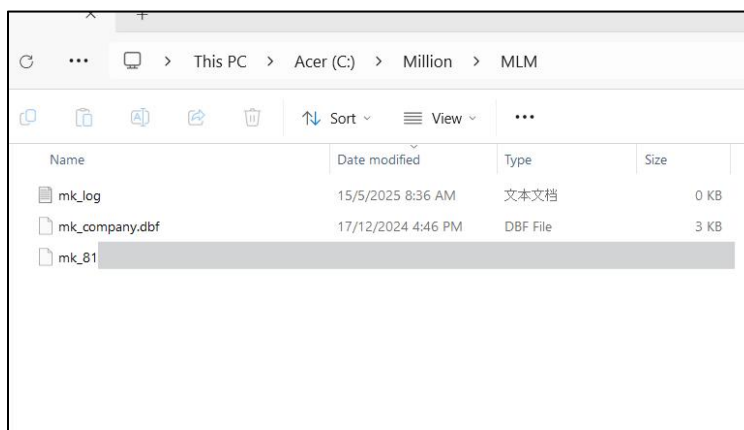 This PC > Acer (C:) > Million > MLM
Sort View
Name Date modified Type Size
mk_log 15/5/2025 8:36 AM 文本文档 0 KB
mk_company.dbf 17/12/2024 4:46 PM DBF File 3 KB
mk_81